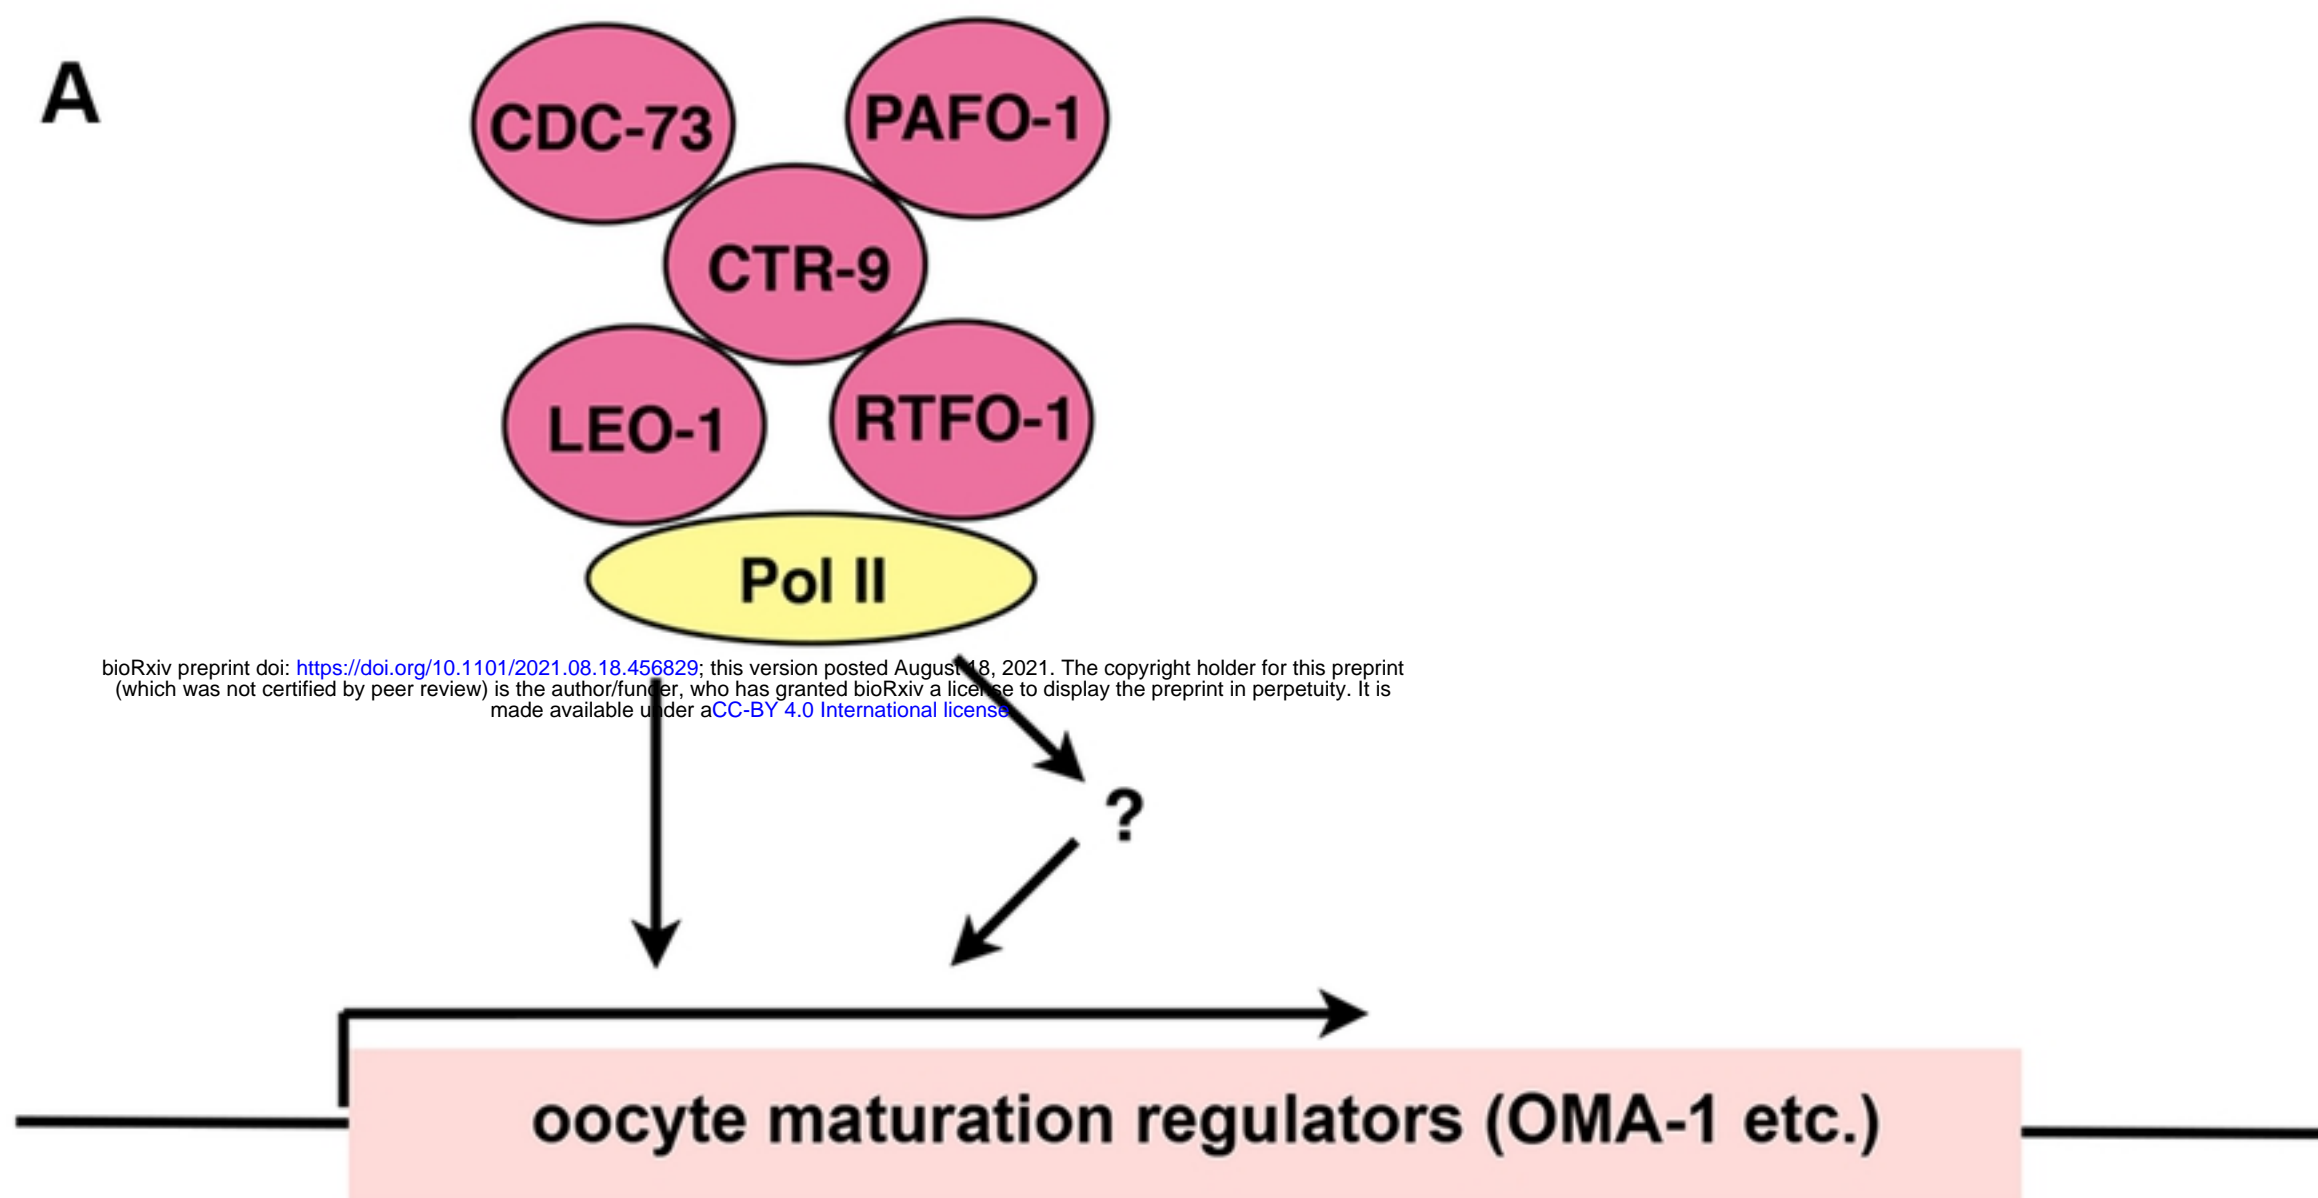 A
CDC-73
PAFO-1
CTR-9
LEO-1
RTFO-1
Pol II
bioRxiv preprint doi: https://doi.org/10.1101/2021.08.18.456829; this version posted August 18, 2021. The copyright holder for this preprint
(which was not certified by peer review) is the author/funder, who has granted bioRxiv a license to display the preprint in perpetuity. It is
made available under aCC-BY 4.0 International license
?
oocyte maturation regulators (OMA-1 etc.)